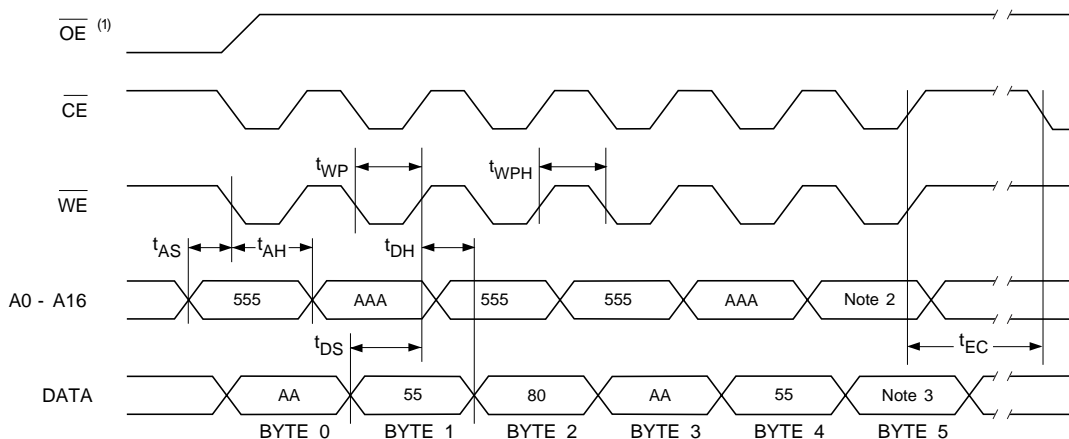 OE (1)
CE
tWP
tWPH
WE
tAS
tAH
tDH
A0 - A16
555
AAA
555
555
AAA
Note 2
tDS
tEC
DATA
AA
55
80
AA
55
Note 3
BYTE 0
BYTE 1
BYTE 2
BYTE 3
BYTE 4
BYTE 5